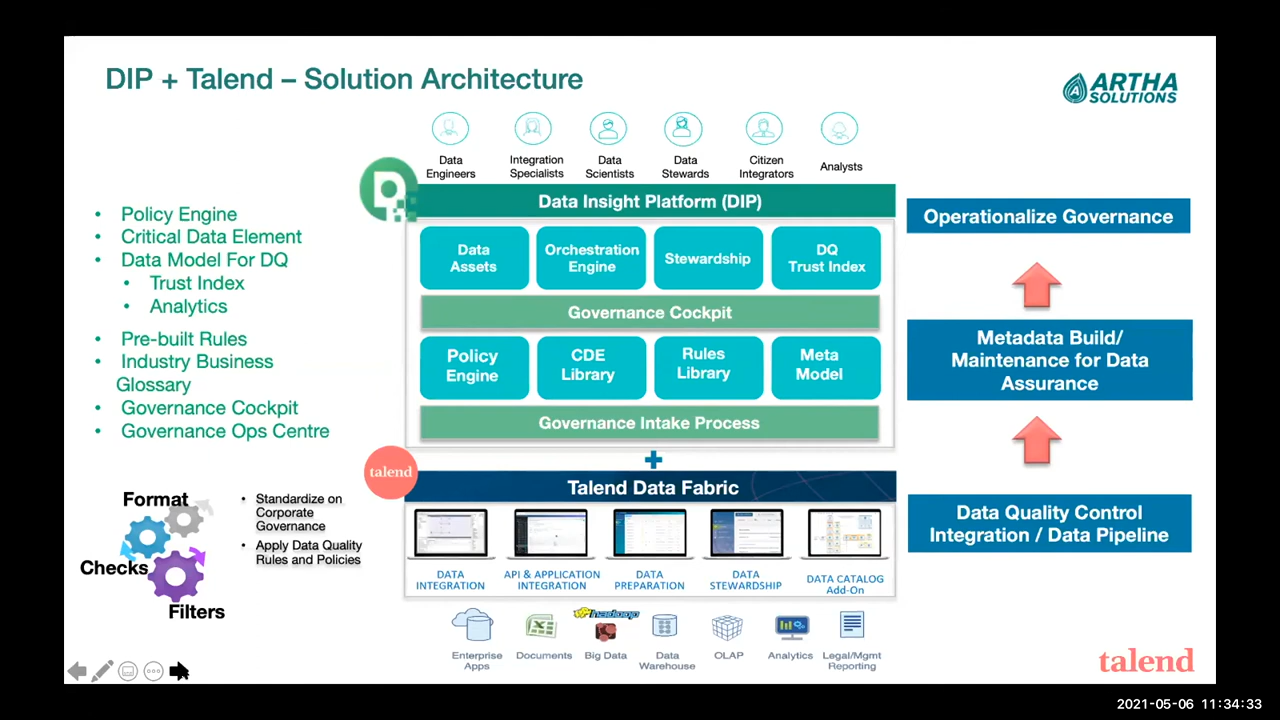 DIP + Talend – Solution Architecture
ARTHA
SOLUTIONS
Data
Engineers
Integration
Specialists
Data
Scientists
Data
Stewards
Citizen
Integrators
Analysts
Data Insight Platform (DIP)
• Policy Engine
• Critical Data Element
• Data Model For DQ
• Trust Index
• Analytics
• Pre-built Rules
• Industry Business
Glossary
• Governance Cockpit
• Governance Ops Centre
Data
Assets
Orchestration
Engine
Stewardship
DQ
Trust Index
Governance Cockpit
Policy
Engine
CDE
Library
Rules
Library
Meta
Model
Governance Intake Process
Operationalize Governance
Metadata Build/
Maintenance for Data
Assurance
Data Quality Control
Integration / Data Pipeline
talend
Talend Data Fabric
DATA
INTEGRATION
API & APPLICATION
INTEGRATION
DATA
PREPARATION
DATA
STEWARDSHIP
DATA CATALOG
Add-On
Format
Checks
Filters
• Standardize on
Corporate
Governance
• Apply Data Quality
Rules and Policies
hadoop
Enterprise
Apps
Documents
Big Data
Data
Warehouse
OLAP
Analytics
Legal/Mgmt
Reporting
talend
2021-05-06 11:34:33